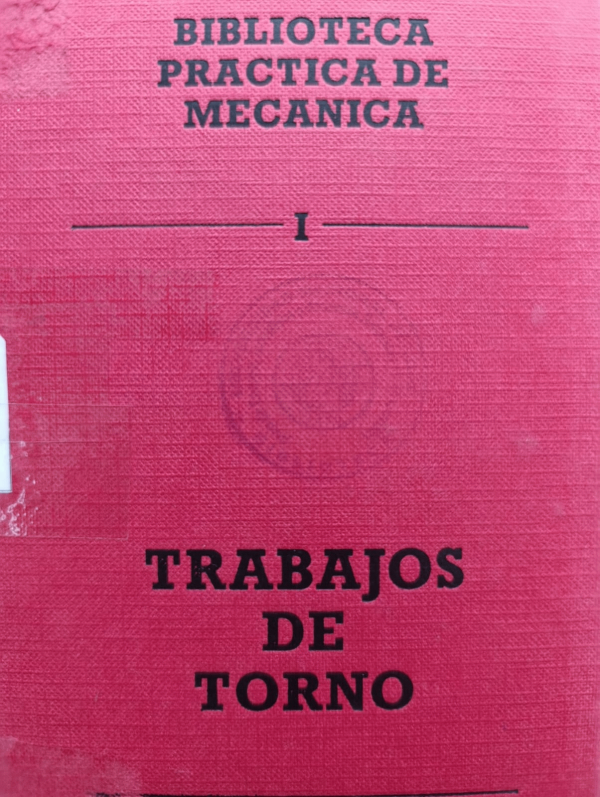 BIBLIOTECA
PRACTICA DE
MECANICA
I
TRABAJOS
DE
TORNO